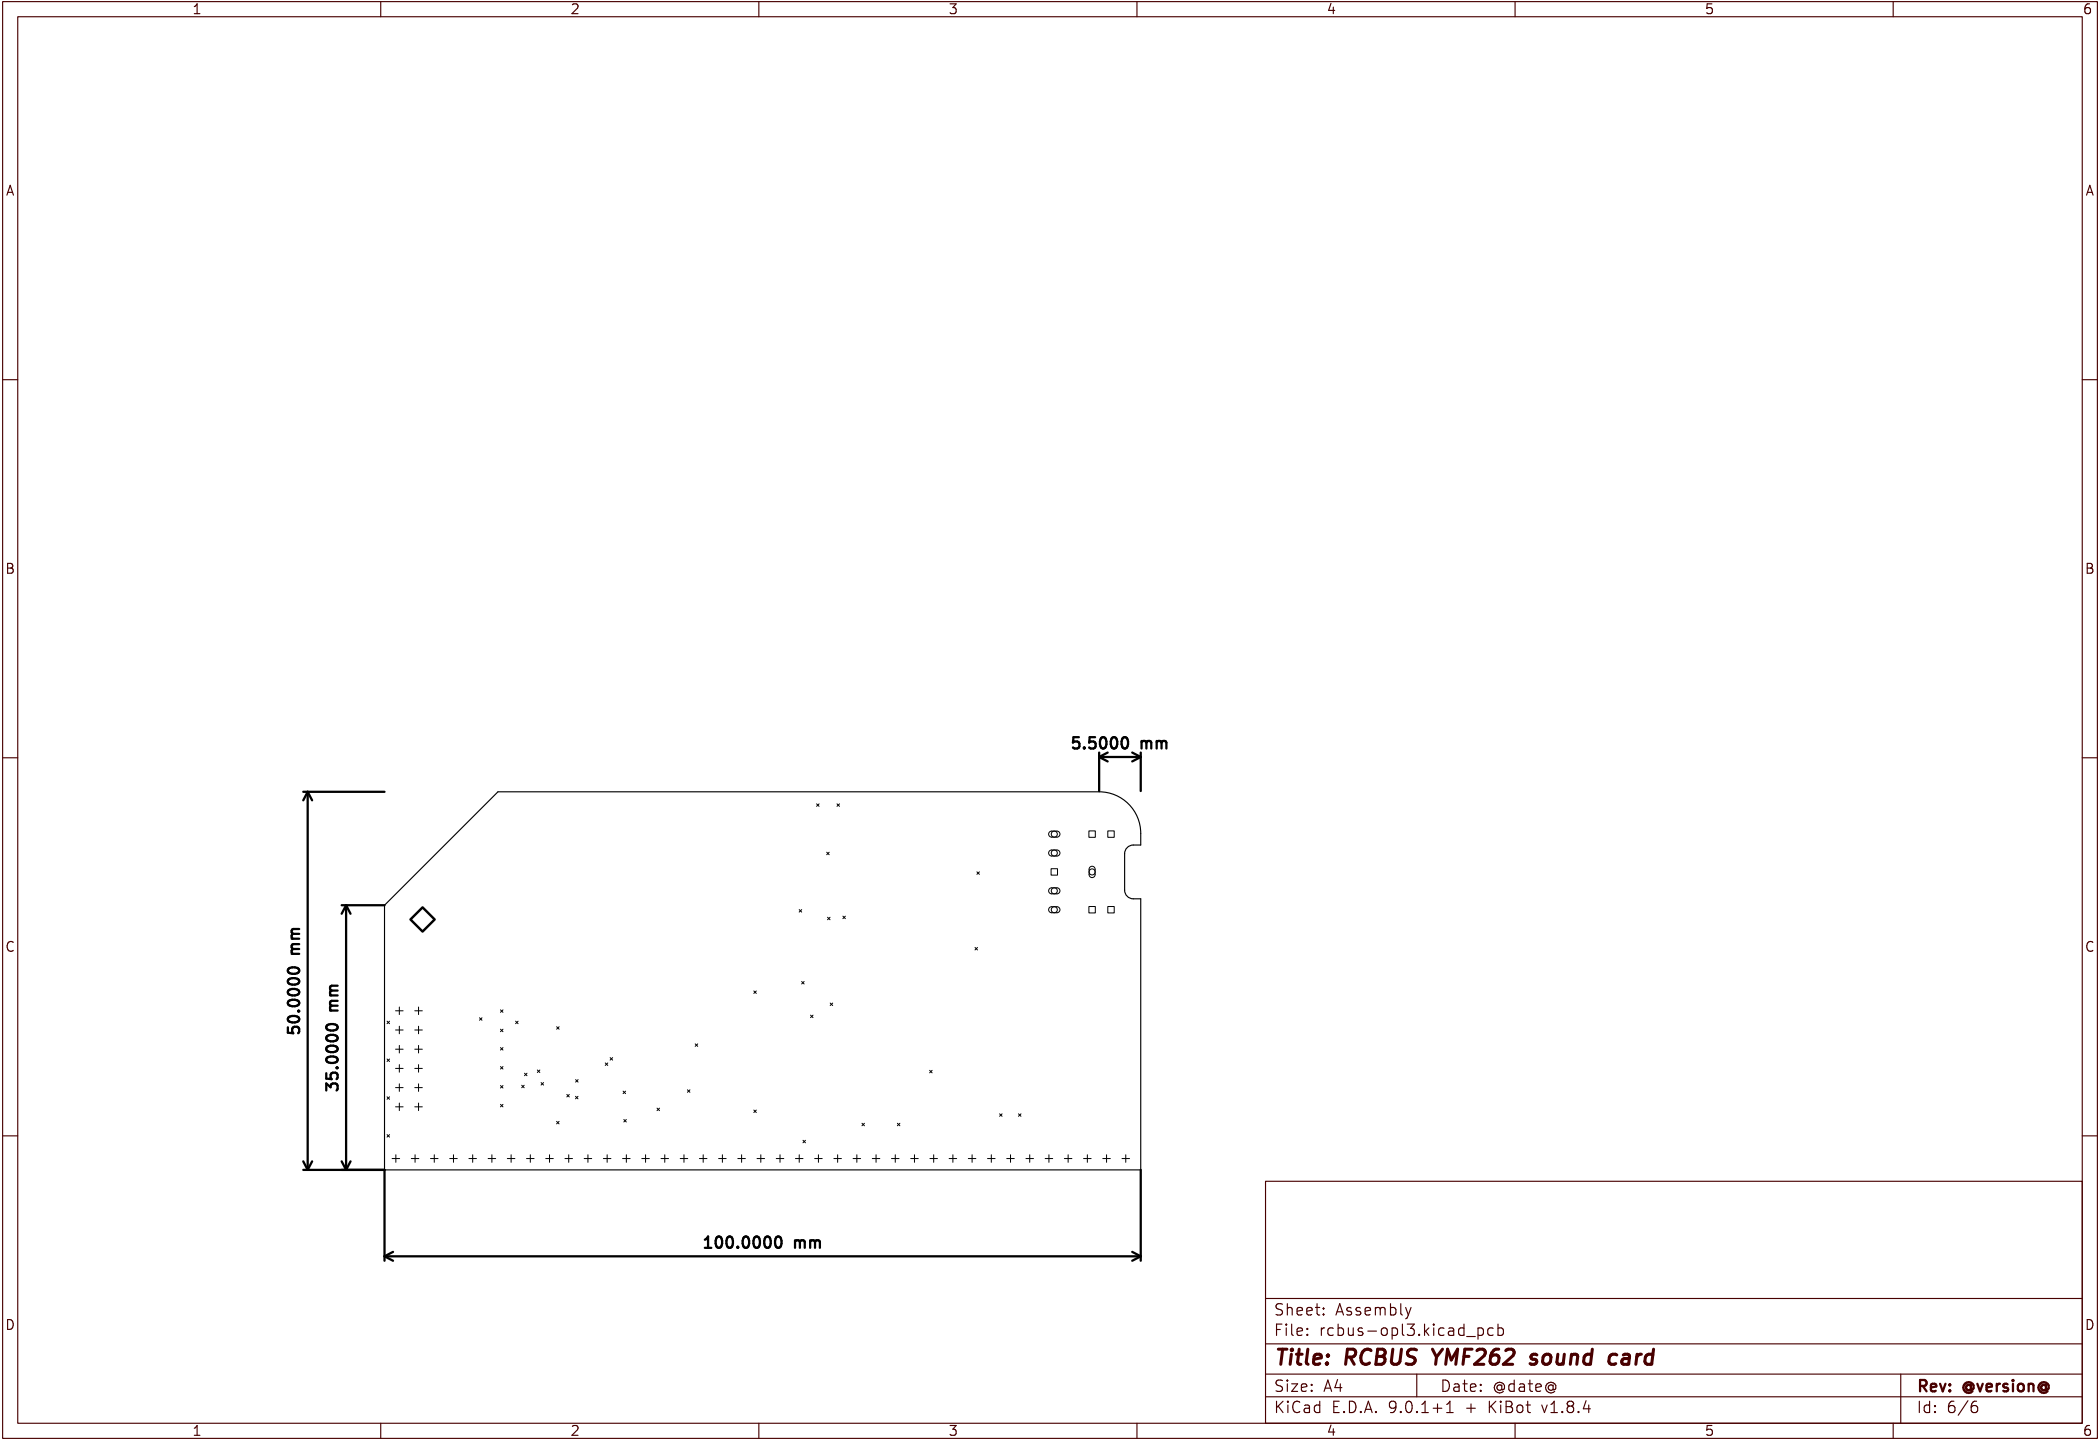 1 2 3 4 5 6
A A
B B
5.5000 mm
50.0000 mm
35.0000 mm
C C
100.0000 mm
Sheet: Assembly
File: rcbus-opl3.kicad_pcb
D D
Title: RCBUS YMF262 sound card
Size: A4 Date: @date@ Rev: @version@
KiCad E.D.A. 9.0.1+1 + KiBot v1.8.4 Id: 6/6
1 2 3 4 5 6